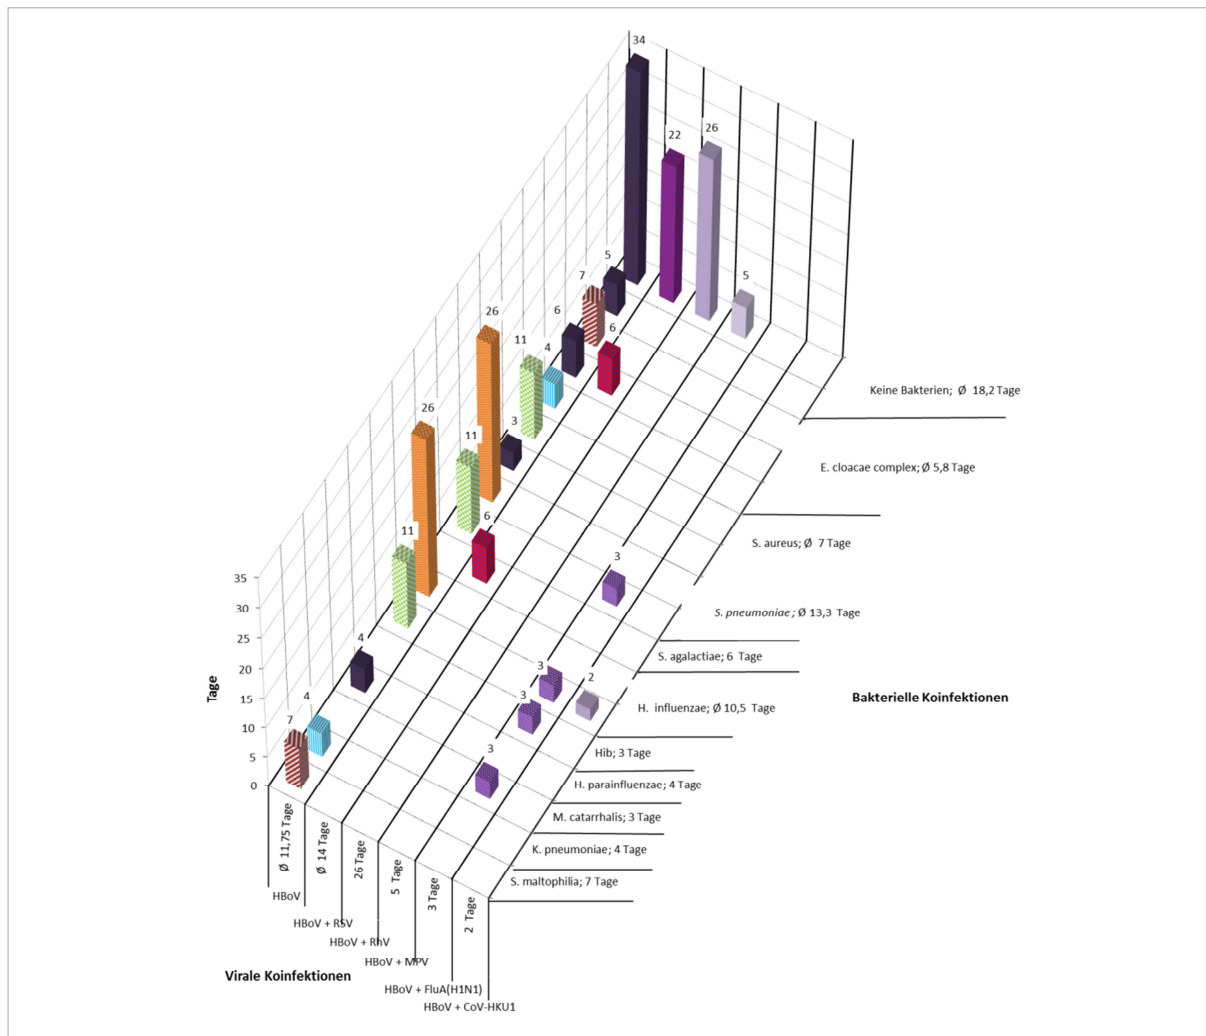 34
22
26
5
5
7
6
6
4
11
26
3
11
26
6
11
3
4
3
2
3
4
7
3
35
30
25
20
15
10
5
0
Tage
Keine Bakterien; Ø 18,2 Tage
E. cloacae complex; Ø 5,8 Tage
S. aureus; Ø 7 Tage
S. pneumoniae ; Ø 13,3 Tage
S. agalactiae; 6 Tage
H. influenzae; Ø 10,5 Tage
Hib; 3 Tage
H. parainfluenzae; 4 Tage
M. catarrhalis; 3 Tage
K. pneumoniae; 4 Tage
S. maltophilia; 7 Tage
Bakterielle Koinfektionen
Ø 11,75 Tage
Ø 14 Tage
26 Tage
5 Tage
3 Tage
2 Tage
HBoV
HBoV + RSV
HBoV + RhV
HBoV + MPV
HBoV + FluA(H1N1)
HBoV + CoV-HKU1
Virale Koinfektionen